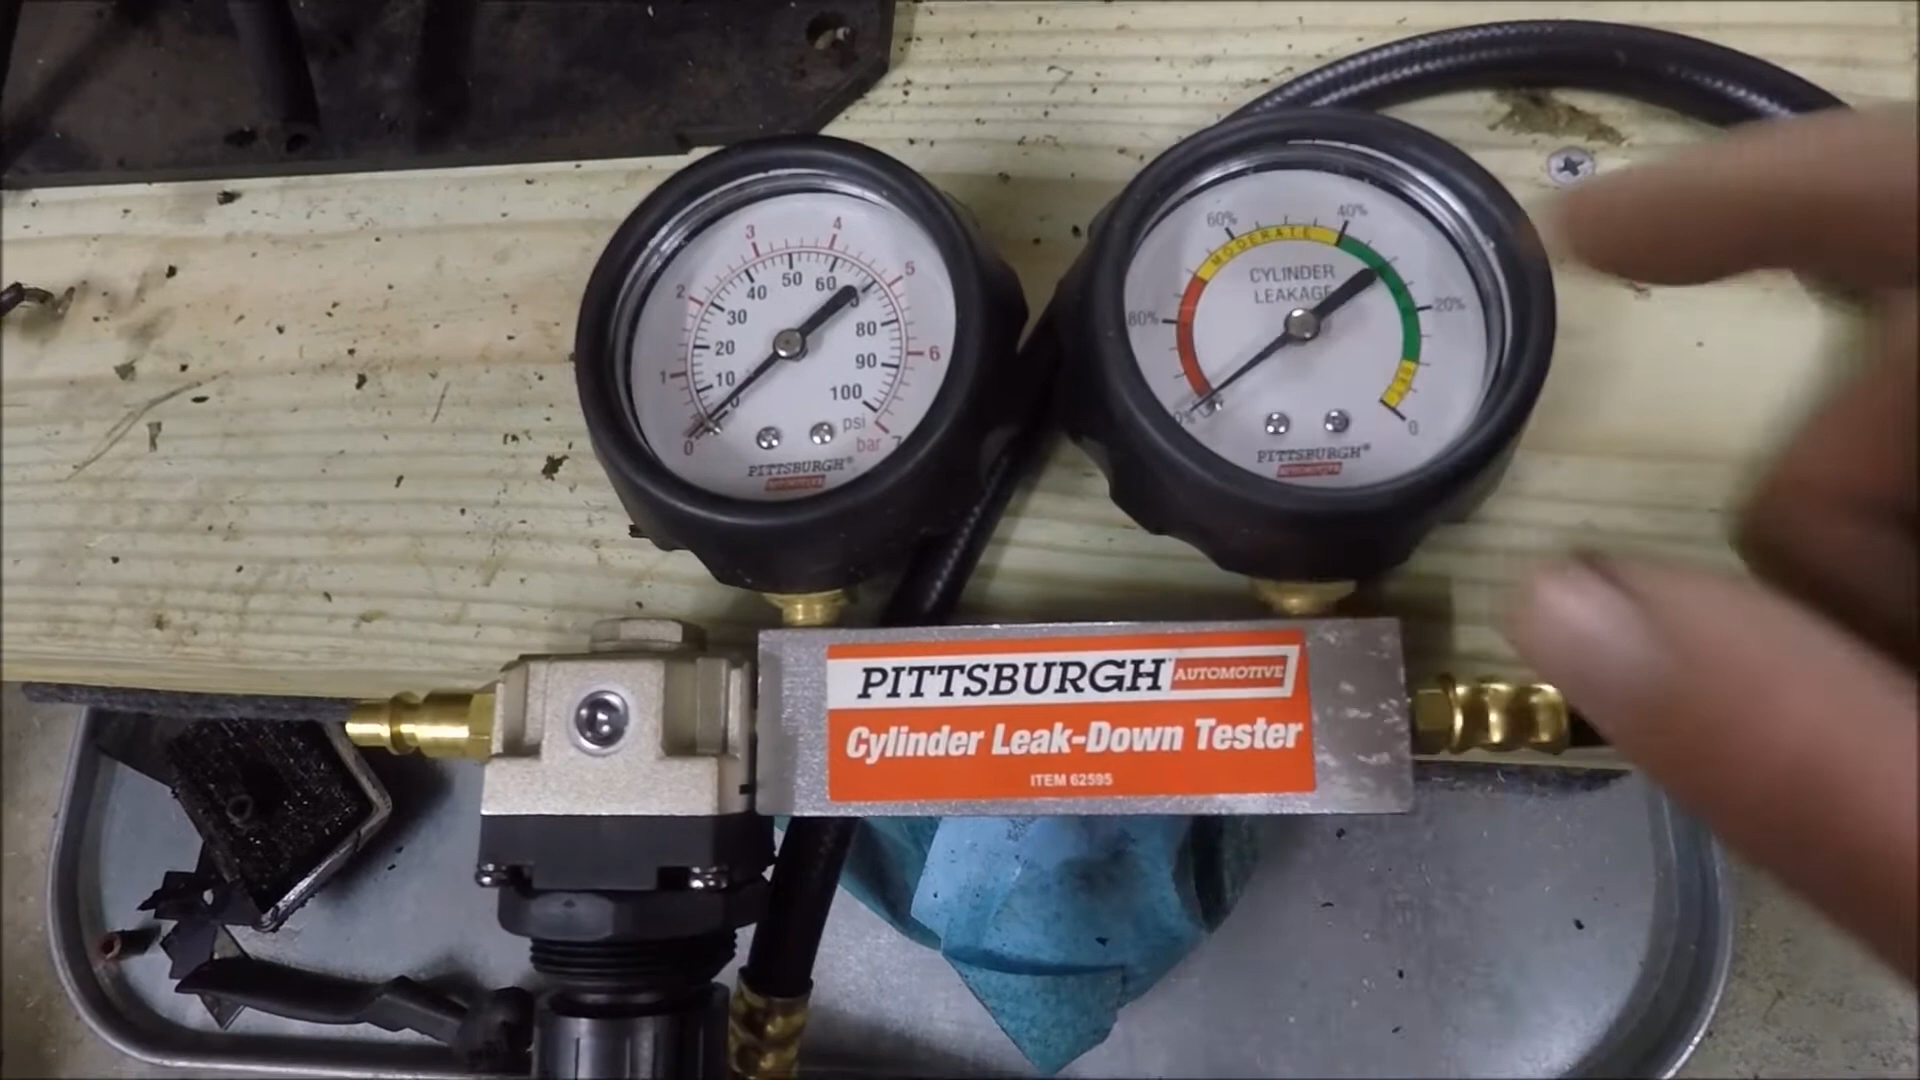 3 4
2 5
1 6
0 7
50 60
40
30 80
20 90
10 100
0
psi
bar
PITTSBURGH®
AUTOMOTIVE
60% 40%
MODERATE
CYLINDER
LEAKAGE
80% 20%
0
PITTSBURGH®
AUTOMOTIVE
PITTSBURGH AUTOMOTIVE
Cylinder Leak-Down Tester
ITEM 62595